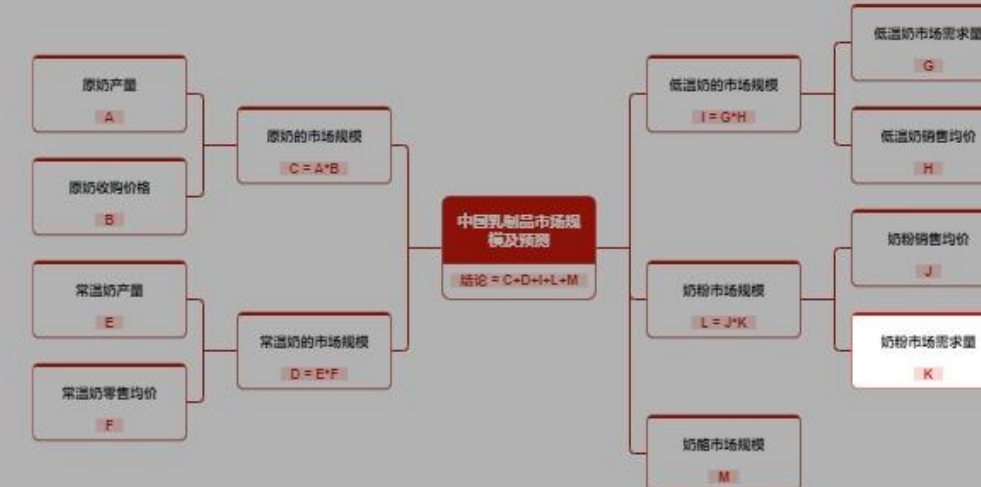 原奶产量
A
原奶收购价格
B
原奶的市场规模
C = A*B
常温奶产量
E
常温奶零售均价
F
常温奶的市场规模
D = E*F
中国乳制品市场规
模及预测
结论 = C+D+I+L+M
低温奶的市场规模
I = G*H
低温奶市场需求量
G
低温奶销售均价
H
奶粉市场规模
L = J*K
奶粉销售均价
J
奶粉市场需求量
K
奶酪市场规模
M